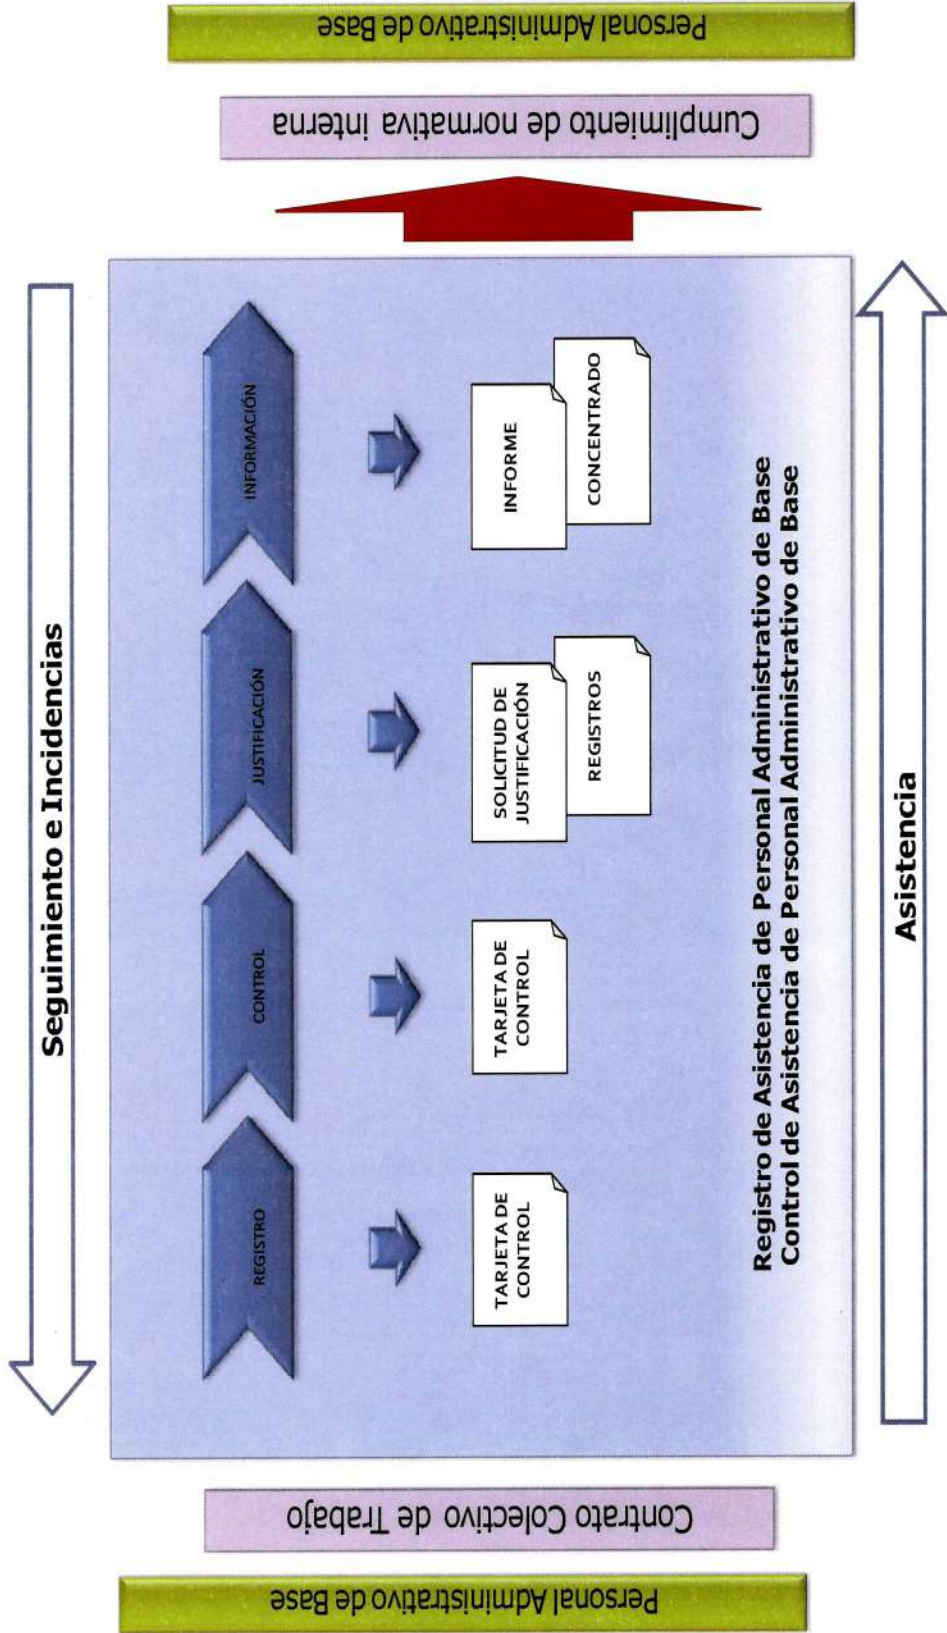 Seguimiento e Incidencias
Personal Administrativo de Base
Contrato Colectivo de Trabajo
REGISTRO
CONTROL
JUSTIFICACIÓN
INFORMACIÓN
TARJETA DE
CONTROL
TARJETA DE
CONTROL
SOLICITUD DE
JUSTIFICACIÓN
REGISTROS
INFORME
CONCENTRADO
Registro de Asistencia de Personal Administrativo de Base
Control de Asistencia de Personal Administrativo de Base
Cumplimiento de normativa interna
Personal Administrativo de Base
Asistencia